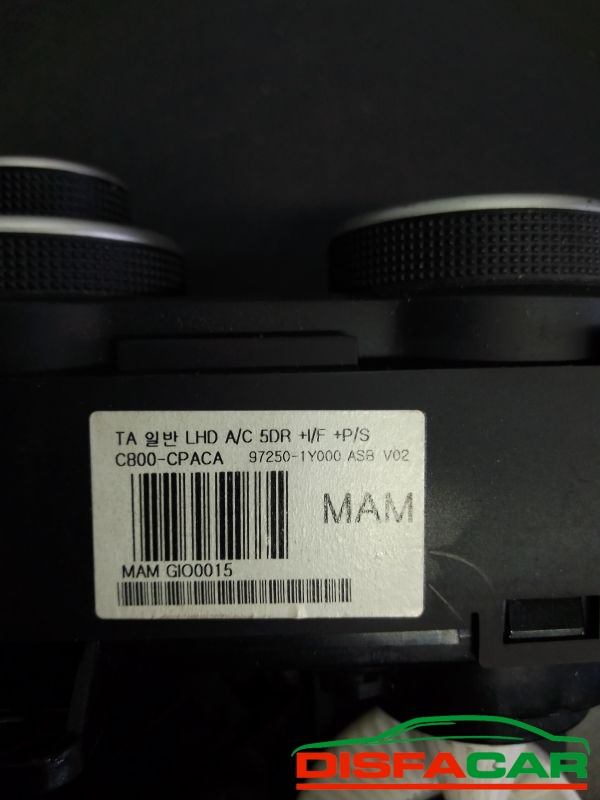 TA 일반 LHD A/C 5DR +I/F +P/S
C800-CPACA 97250-1Y000 ASB V02
MAM
MAM GIO0015
DISFACAR